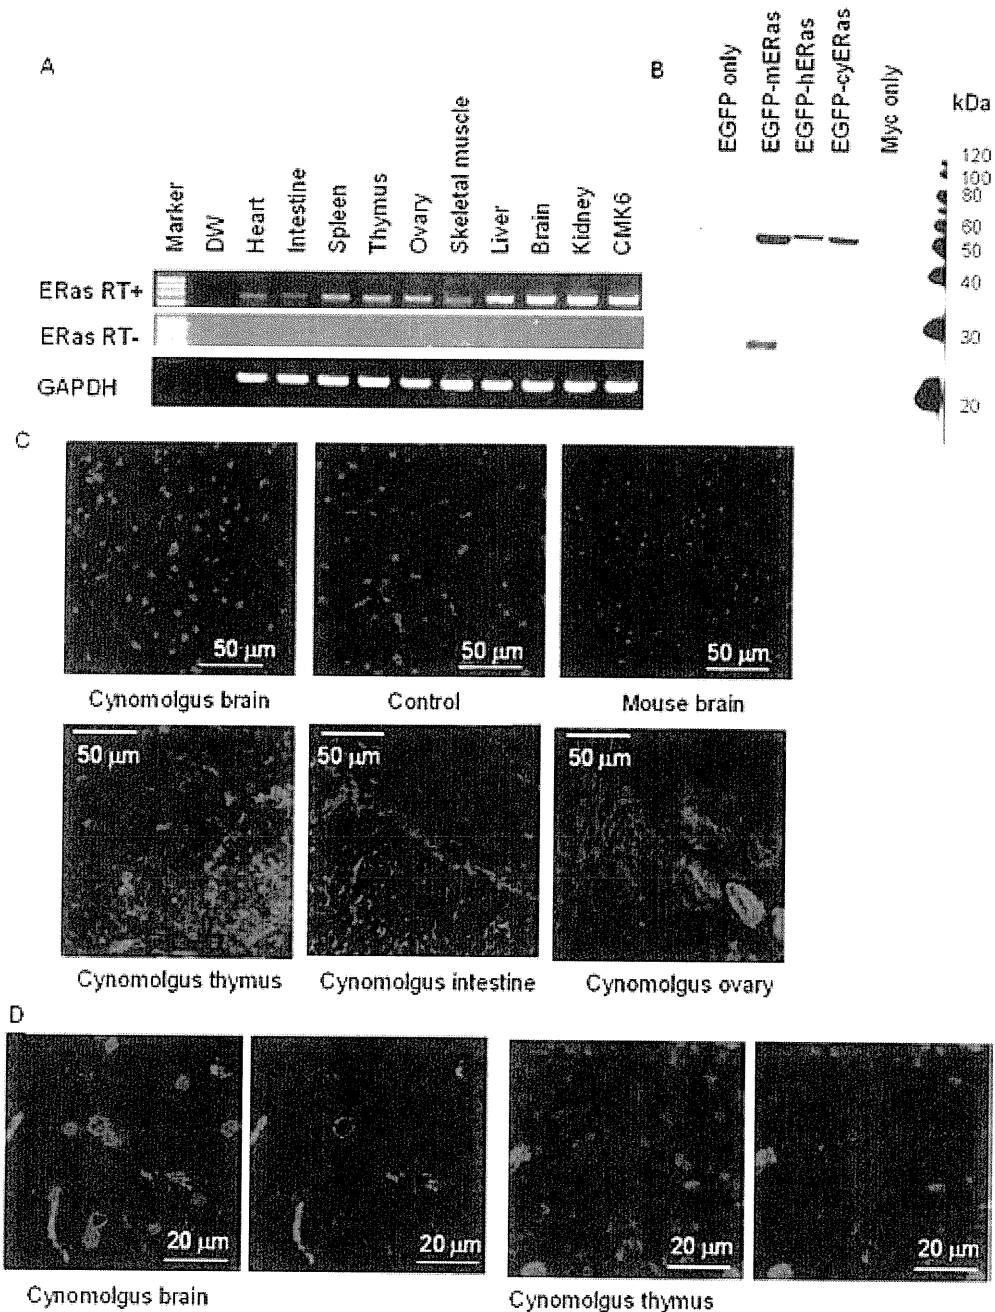 A
Marker
DW
Heart
Intestine
Spleen
Thymus
Ovary
Skeletal muscle
Liver
Brain
Kidney
CMK6
ERas RT+
ERas RT-
GAPDH
B
EGFP only
EGFP-mERas
EGFP-hERas
EGFP-cyERas
Myc only
kDa
120
100
80
60
50
40
30
20
C
50 µm
50 µm
50 µm
Cynomolgus brain
Control
Mouse brain
50 µm
50 µm
50 µm
Cynomolgus thymus
Cynomolgus intestine
Cynomolgus ovary
D
20 µm
20 µm
20 µm
20 µm
Cynomolgus brain
Cynomolgus thymus